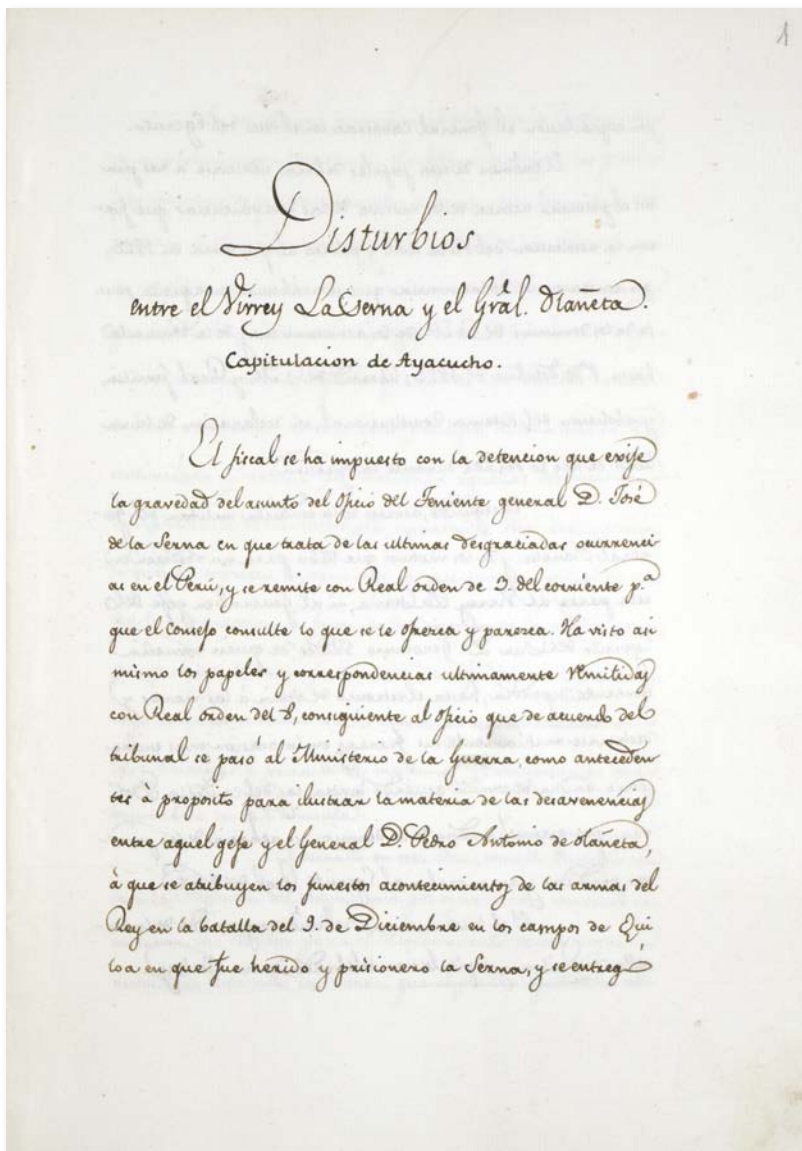 1
Disturbios
entre el Virrey La Serna y el Gral. Olañeta.
Capitulacion de Ayacucho.
El fiscal se ha impuesto con la detencion que exije
la gravedad del asunto del Oficio del Teniente general D. José
de la Serna en que trata de las ultimas desgraciadas ocurrenci
as en el Perú, y se remite con Real orden de 9. del corriente p.a
que el Consejo consulte lo que se le ofrezca y paresca. Ha visto asi
mismo los papeles y correspondencias ultimamente remitidas
con Real orden del 8, consiguiente al oficio que de acuerdo del
tribunal se pasó al Ministerio de la Guerra, como anteceden
tes à proposito para ilustrar la materia de las desavenencias
entre aquel gefe y el General D. Pedro Antonio de Olañeta,
à que se atribuyen los funestos acontecimientos de las armas del
Rey en la batalla del 9. de Diciembre en los campos de Qui
loa en que fue herido y prisionero la Serna, y se entregó